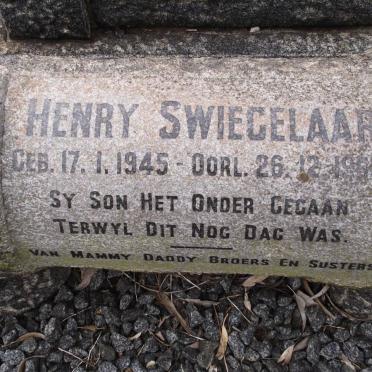 HENRY SWIEGELAAR
GEB. 17.1.1945 - OORL. 26.12.19
SY SON HET ONDER GEGAAN
TERWYL DIT NOG DAG WAS.
VAN MAMMY DADDY BROERS EN SUSTERS